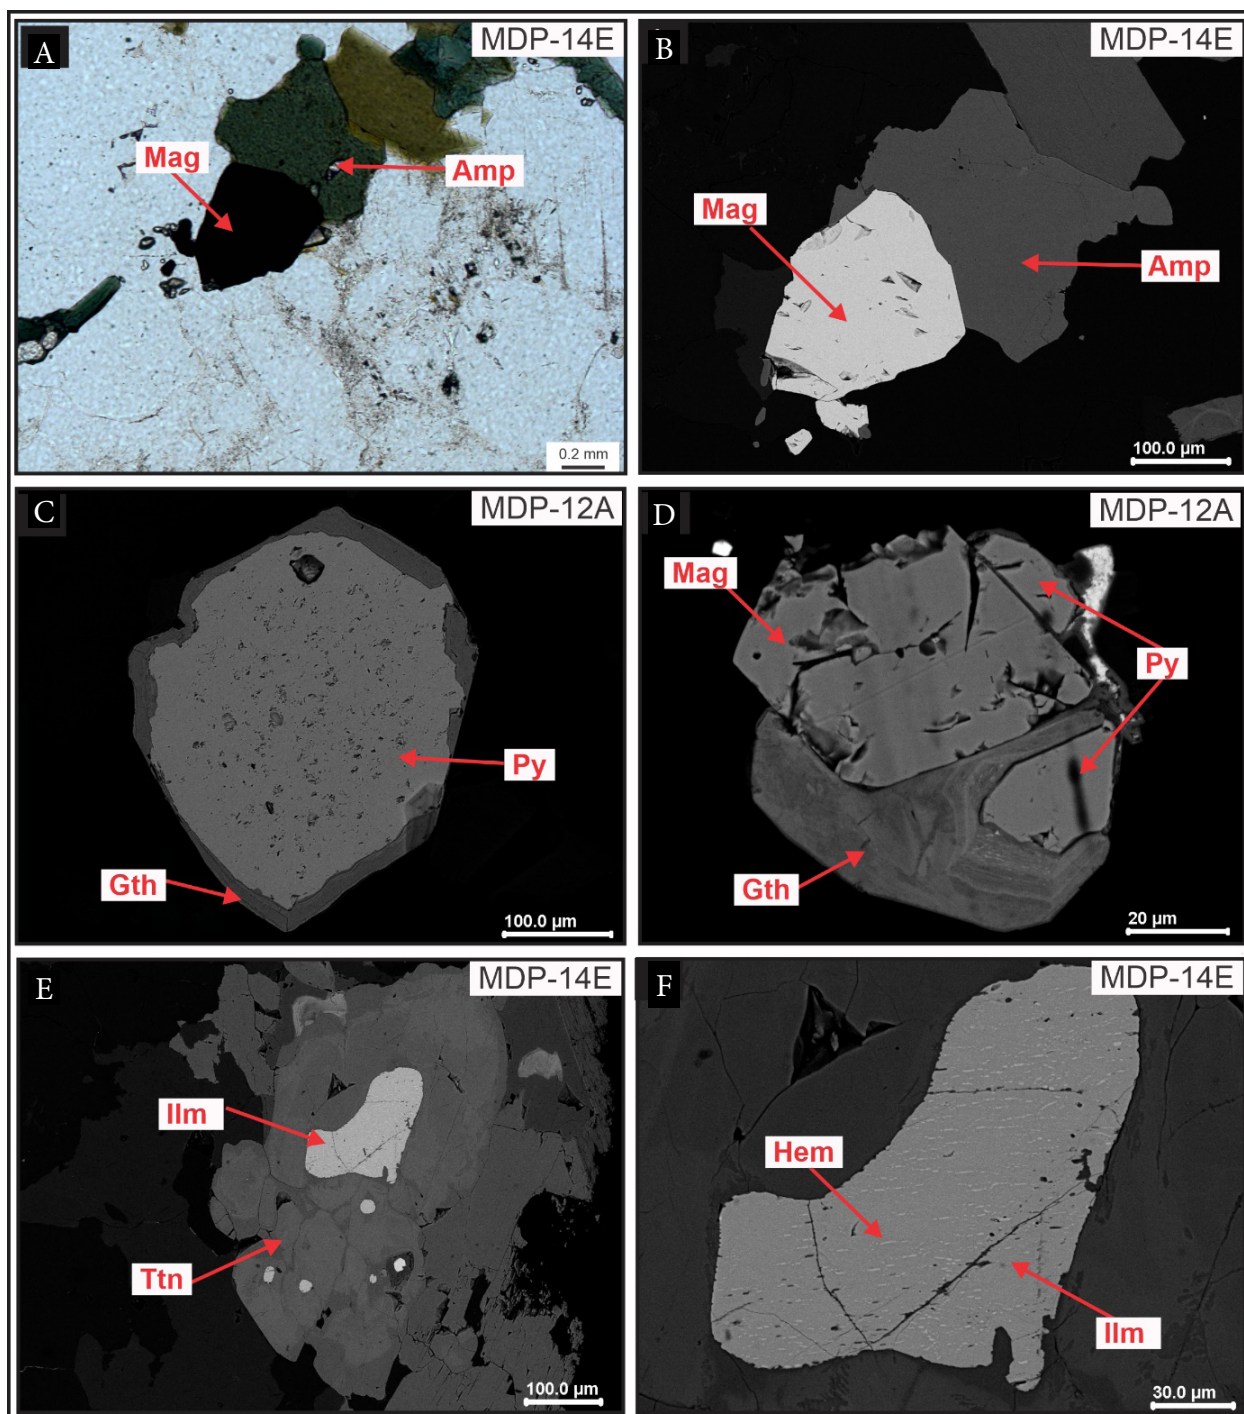 A
MDP-14E
Mag
Amp
0.2 mm
B
MDP-14E
Mag
Amp
100.0 µm
C
MDP-12A
Py
Gth
100.0 µm
D
MDP-12A
Mag
Py
Gth
20 µm
E
MDP-14E
Ilm
Ttn
100.0 µm
F
MDP-14E
Hem
Ilm
30.0 µm